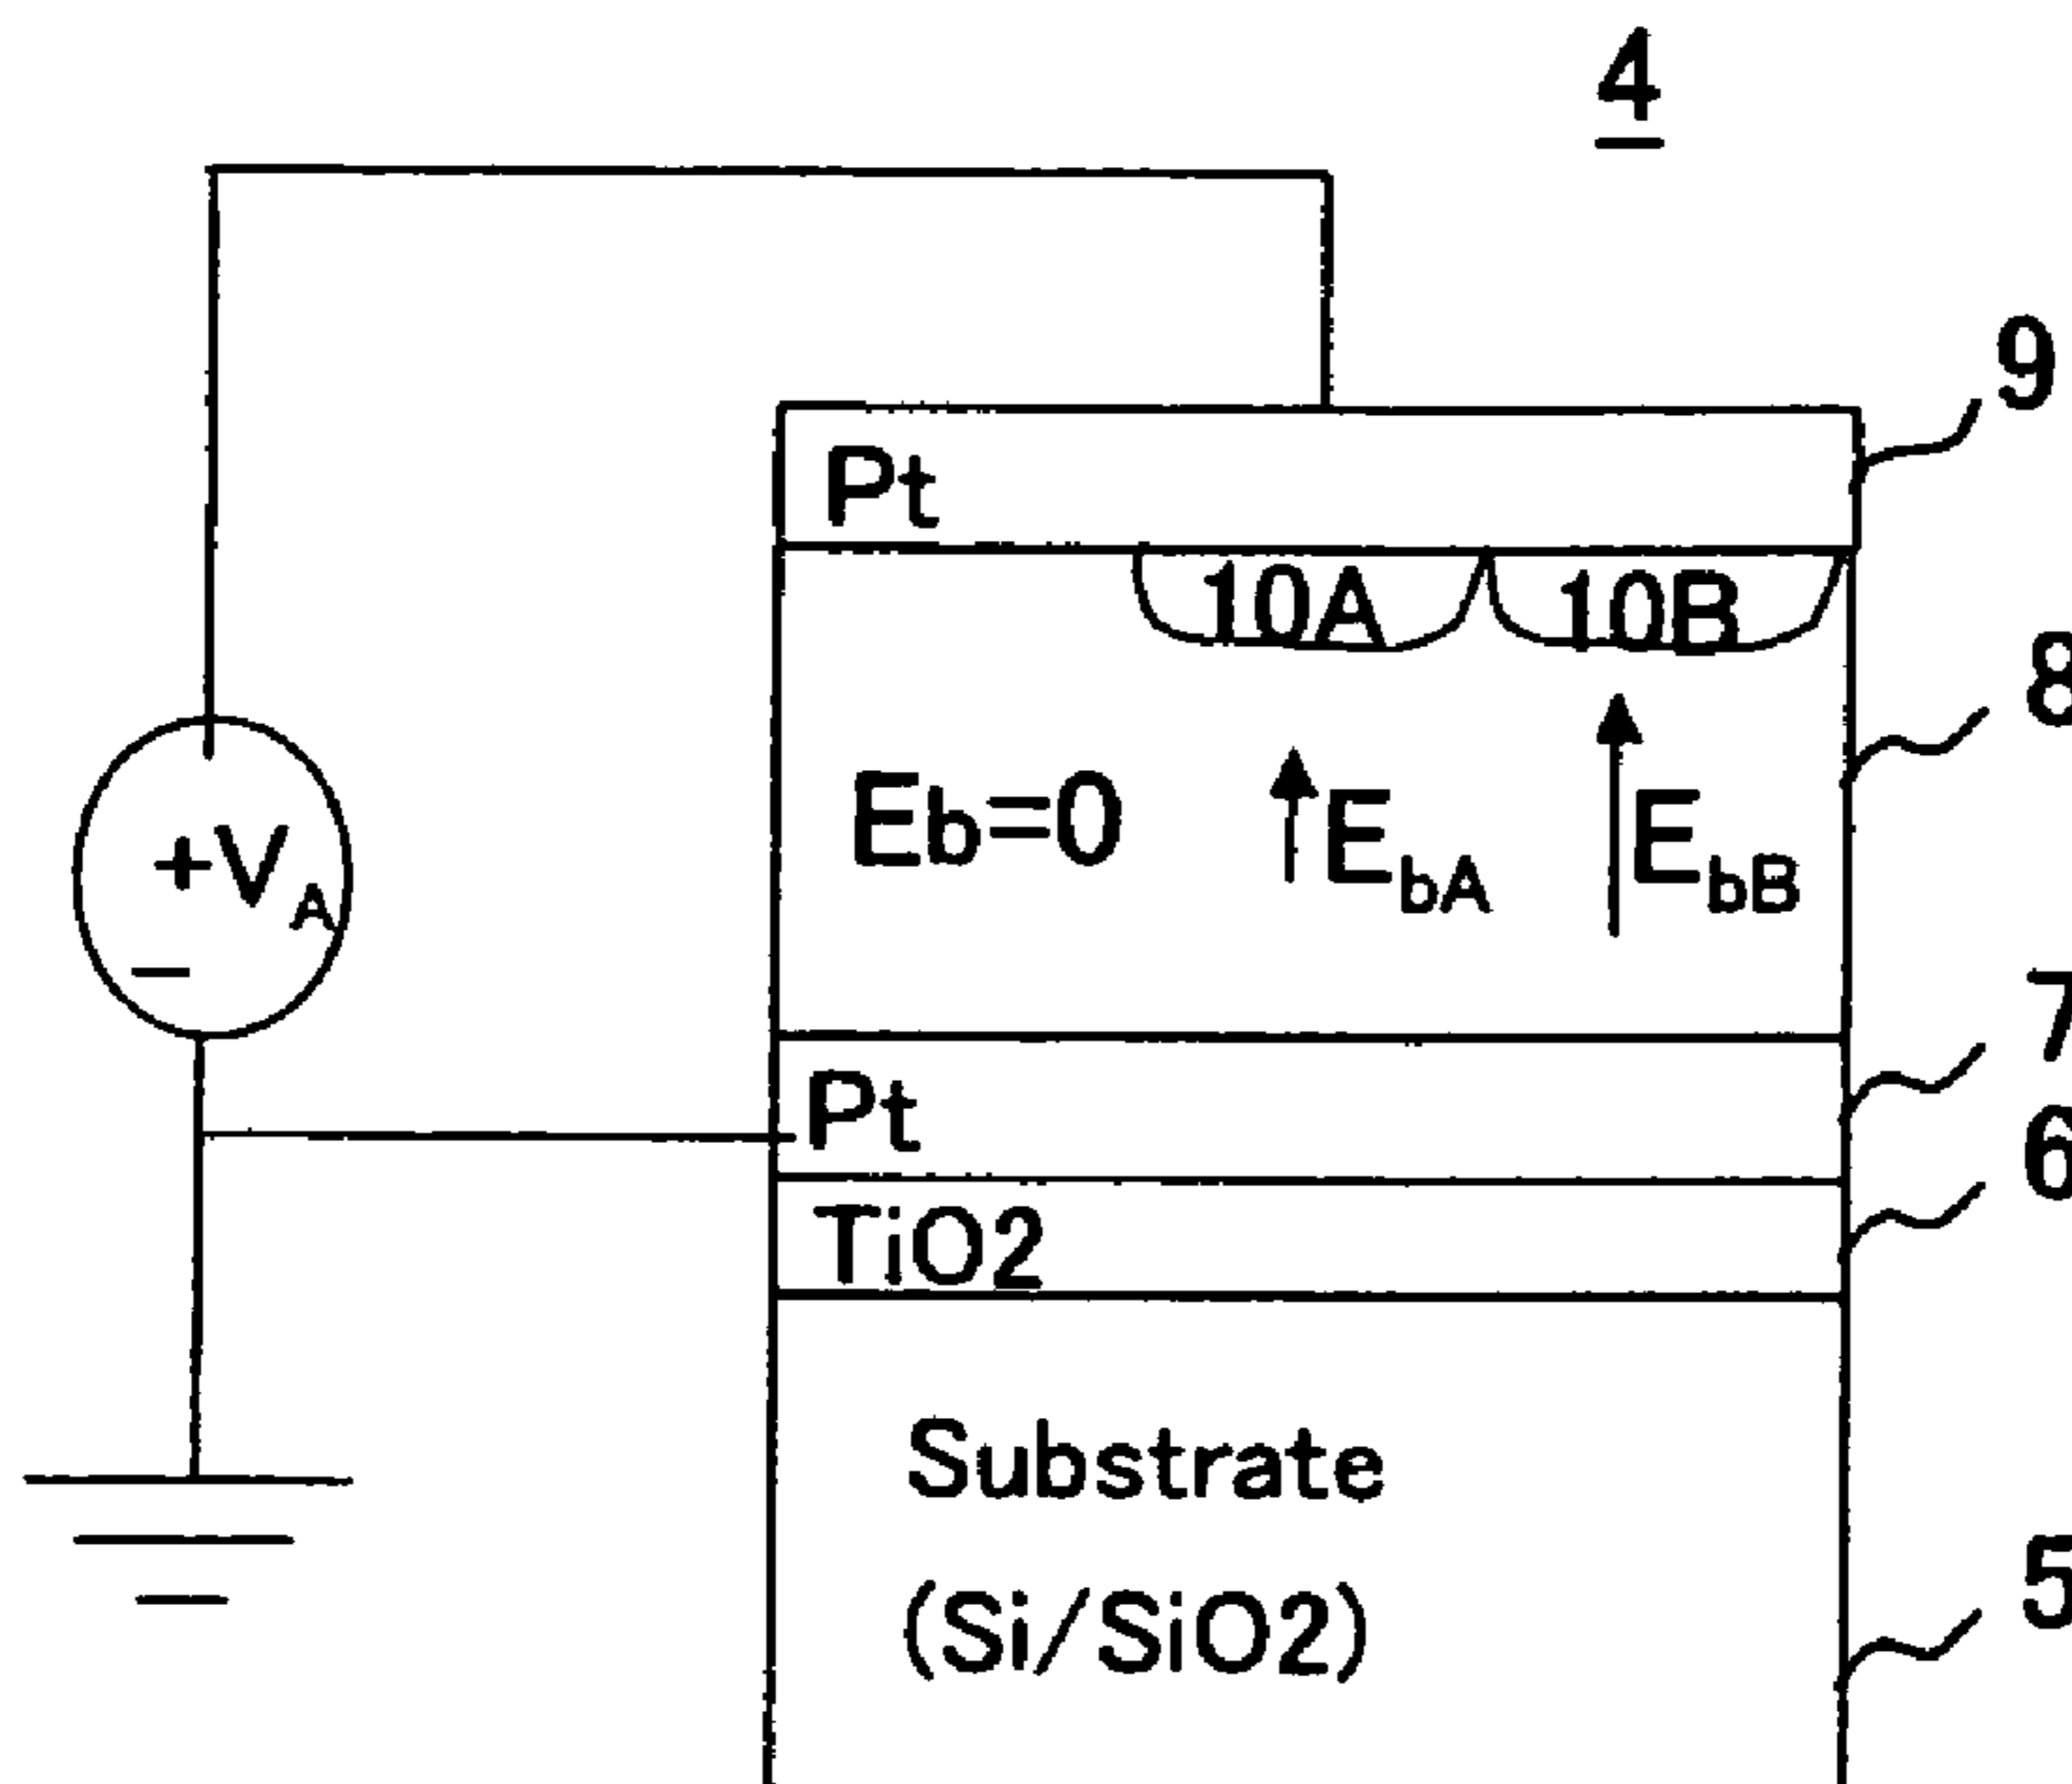 4
9
Pt
10A 10B
8
Eb=0 EbA EbB
+VA
−
7
Pt
6
TiO2
Substrate
5
(Si/SiO2)